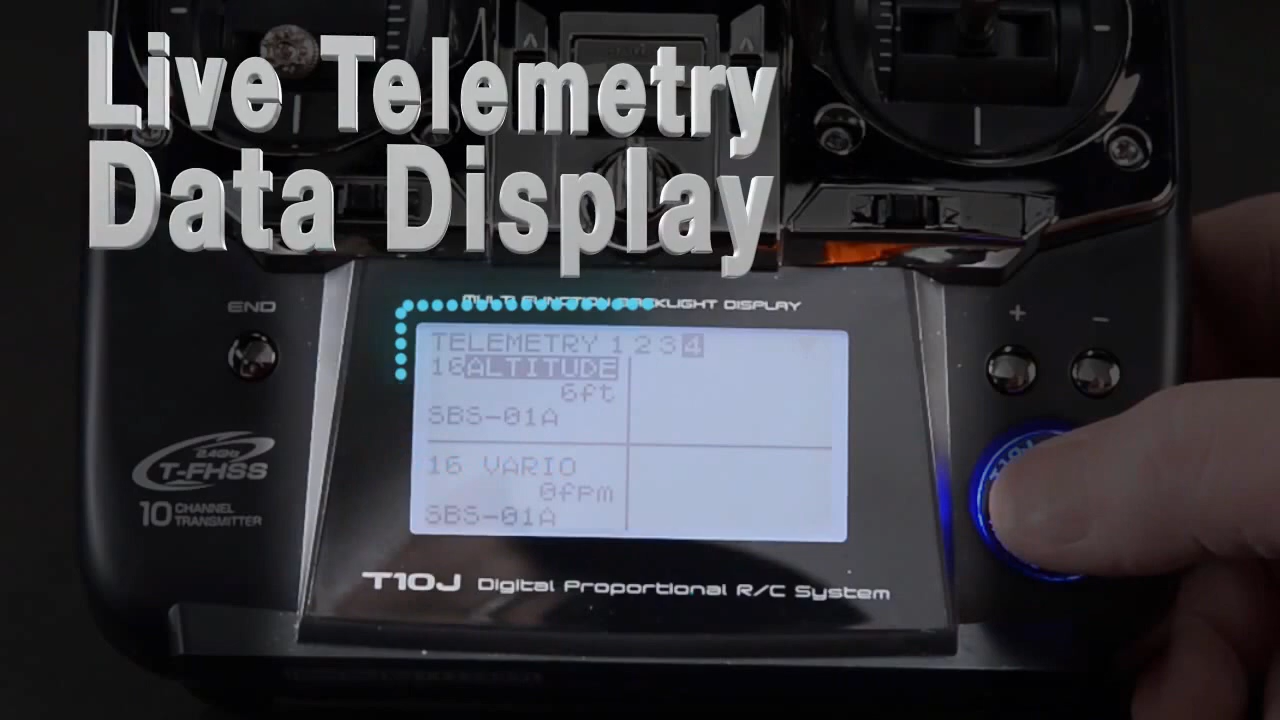 Live Telemetry
Data Display
END
MULTI FUNCTION BACKLIGHT DISPLAY
+ −
TELEMETRY 1 2 3 4
16 ALTITUDE
6ft
SBS-01A
16 VARIO
0fpm
SBS-01A
2.4GHz
T-FHSS
10 CHANNEL
TRANSMITTER
T10J
T10J Digital Proportional R/C System